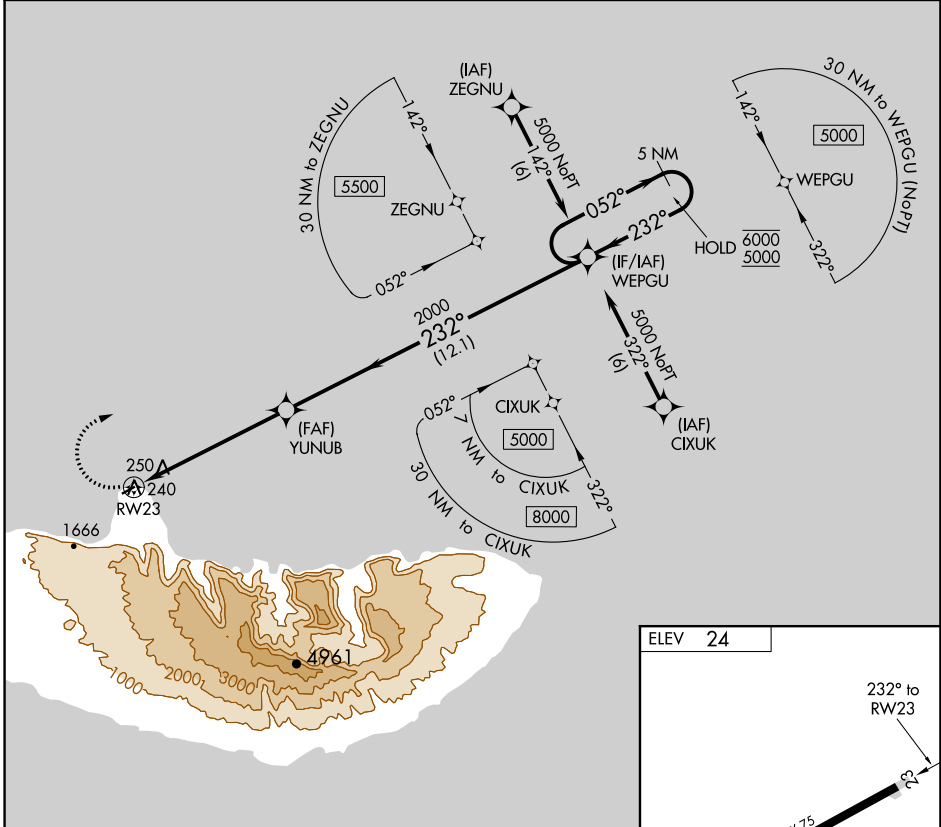 (IAF)
ZEGNU
30 NM to ZEGNU
142°
5500
ZEGNU
052°
5000 NoPT
142°
(6)
5 NM
052°
232°
HOLD
6000
5000
(IF/IAF)
WEPGU
30 NM to WEPGU (NoPT)
142°
5000
WEPGU
322°
2000
232°
(12.1)
5000 NoPT
322°
(6)
(IAF)
CIXUK
052°
CIXUK
5000
7 NM to CIXUK
322°
8000
30 NM to CIXUK
(FAF)
YUNUB
250
240
RW23
1666
4961
1000
2000
3000
ELEV 24
232° to
RW23
23